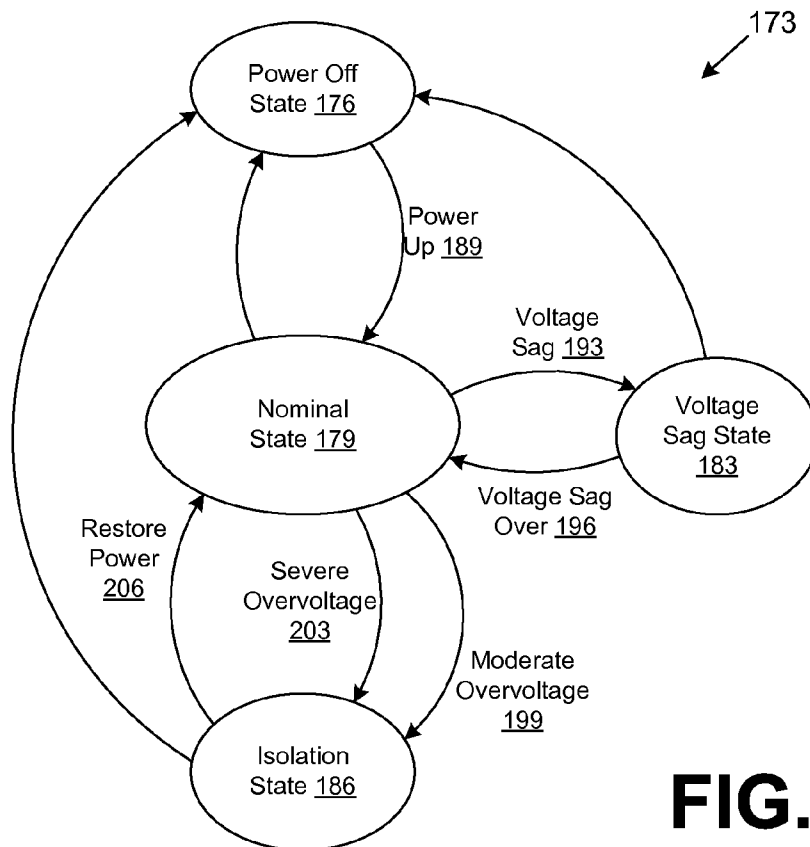 173
Power Off
State 176
Power
Up 189
Voltage
Sag 193
Nominal
State 179
Voltage
Sag State
183
Voltage Sag
Over 196
Restore
Power
206
Severe
Overvoltage
203
Moderate
Overvoltage
199
Isolation
State 186
FIG.